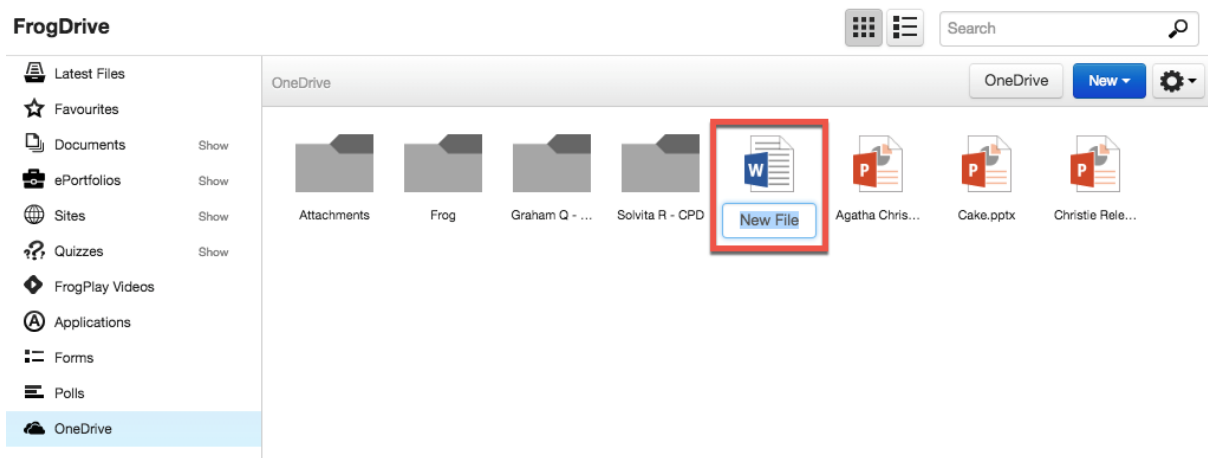 FrogDrive
Search
Latest Files
Favourites
Documents Show
ePortfolios Show
Sites Show
Quizzes Show
FrogPlay Videos
Applications
Forms
Polls
OneDrive
OneDrive
OneDrive New
Attachments
Frog
Graham Q - ...
Solvita R - CPD
W
New File
P
Agatha Chris...
P
Cake.pptx
P
Christie Rele...